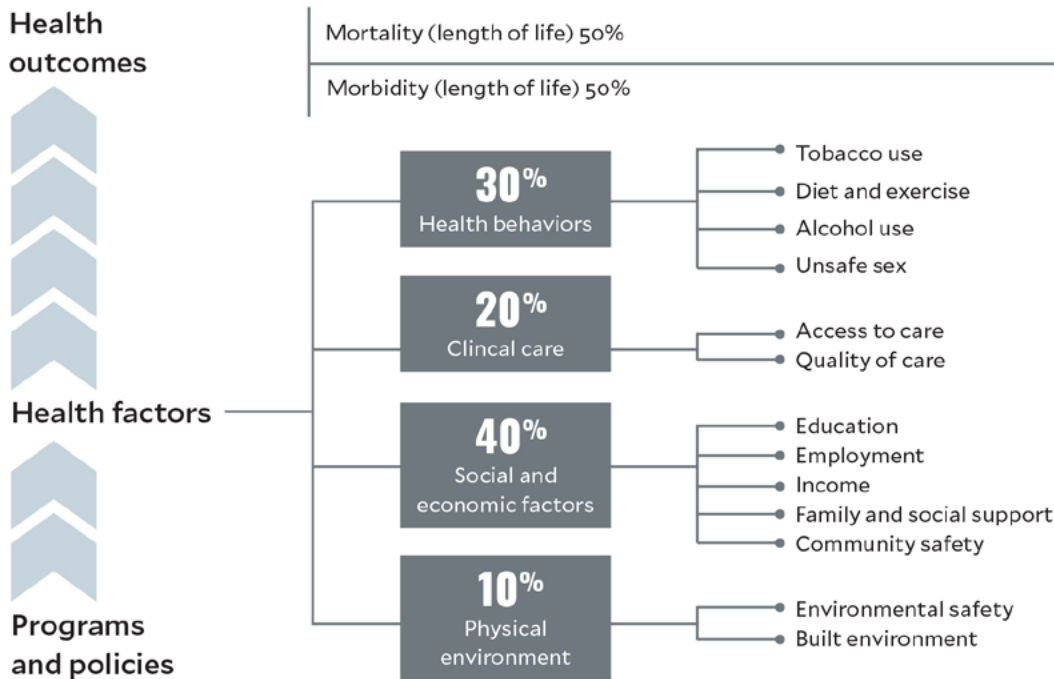 Health
outcomes
Mortality (length of life) 50%
Morbidity (length of life) 50%
30%
Health behaviors
Tobacco use
Diet and exercise
Alcohol use
Unsafe sex
20%
Clincal care
Access to care
Quality of care
Health factors
40%
Social and
economic factors
Education
Employment
Income
Family and social support
Community safety
10%
Physical
environment
Environmental safety
Built environment
Programs
and policies